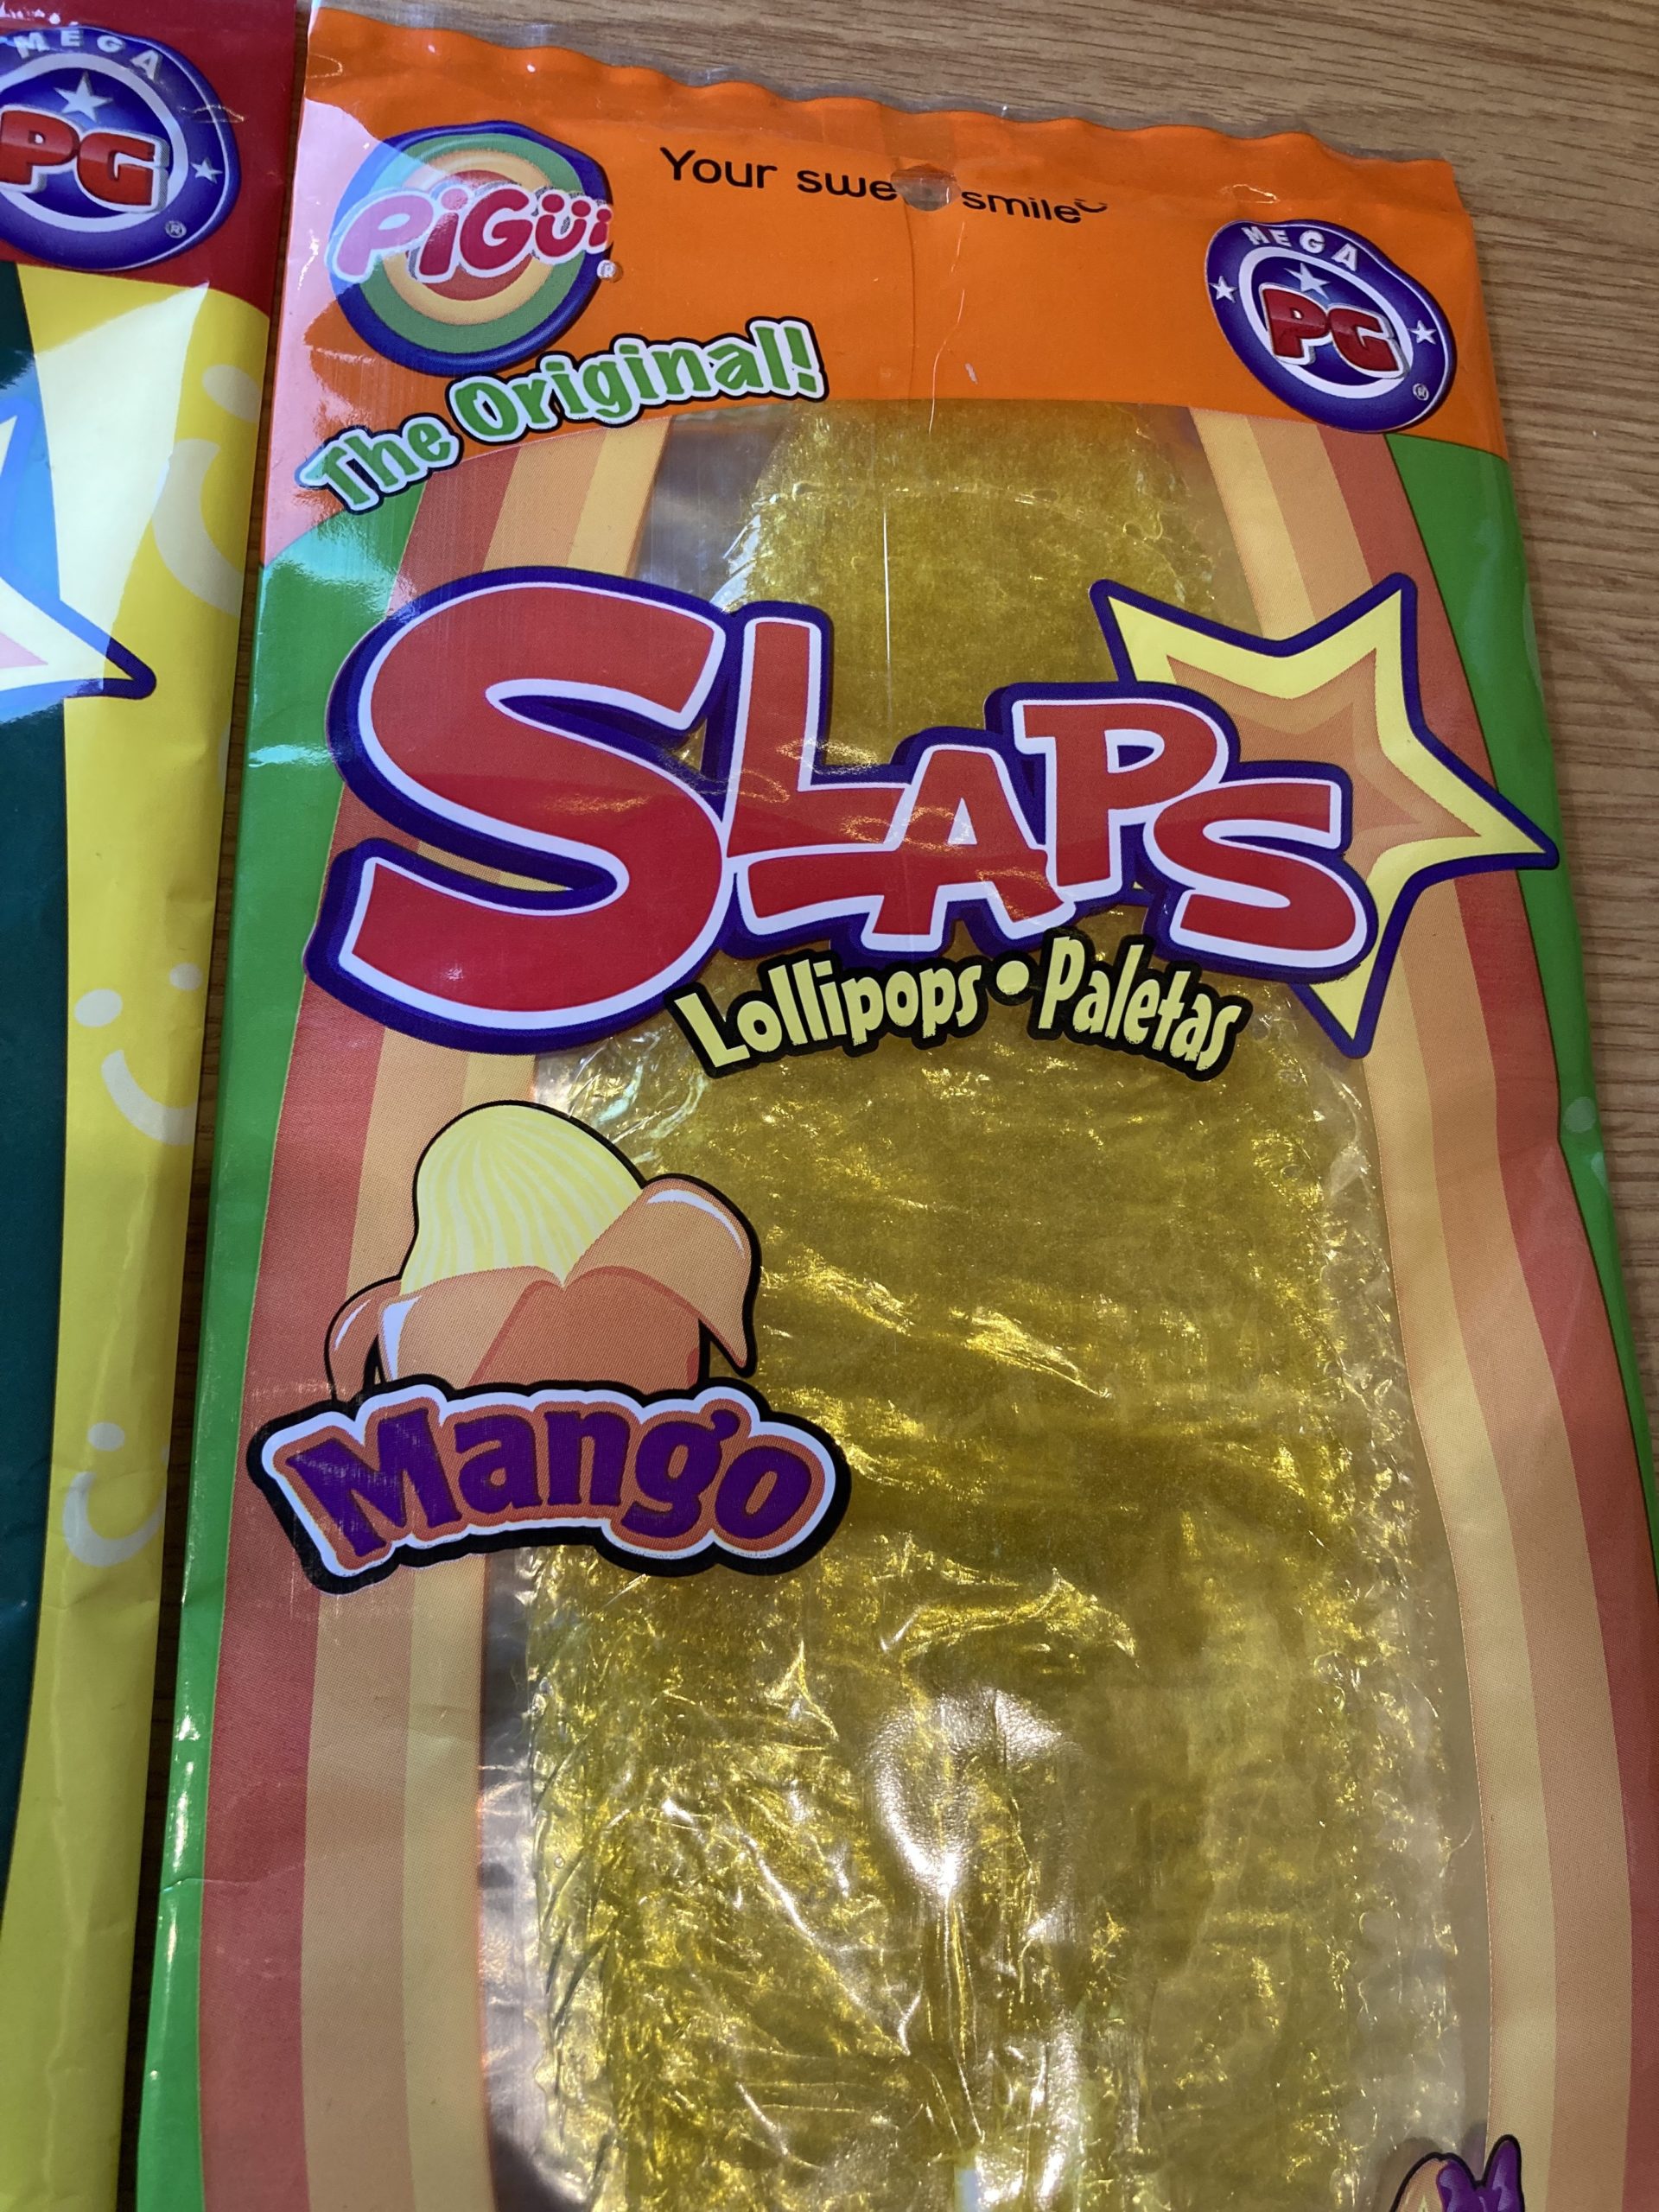 MEGA
PG
®
PiGüi
®
Your swe smile
MEGA
PG
®
The Original!
SLAPS
Lollipops • Paletas
Mango